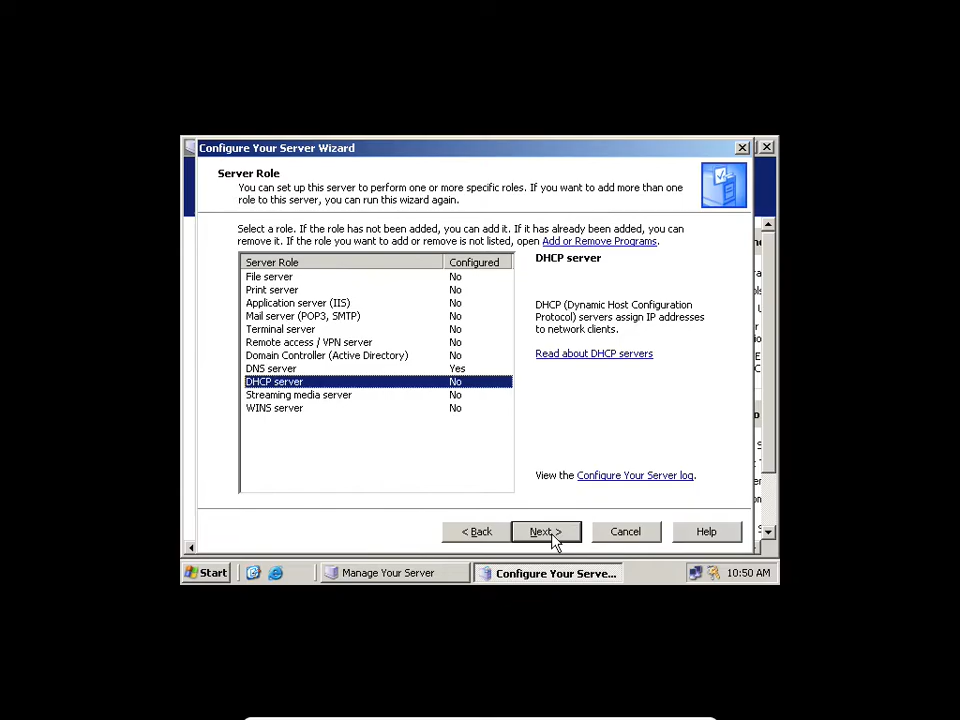 Configure Your Server Wizard
Server Role
You can set up this server to perform one or more specific roles. If you want to add more than one
role to this server, you can run this wizard again.
Select a role. If the role has not been added, you can add it. If it has already been added, you can
remove it. If the role you want to add or remove is not listed, open Add or Remove Programs.
Server Role Configured
File server No
Print server No
Application server (IIS) No
Mail server (POP3, SMTP) No
Terminal server No
Remote access / VPN server No
Domain Controller (Active Directory) No
DNS server Yes
DHCP server No
Streaming media server No
WINS server No
DHCP server
DHCP (Dynamic Host Configuration
Protocol) servers assign IP addresses
to network clients.
Read about DHCP servers
View the Configure Your Server log.
< Back Next > Cancel Help
Start Manage Your Server Configure Your Serve... 10:50 AM